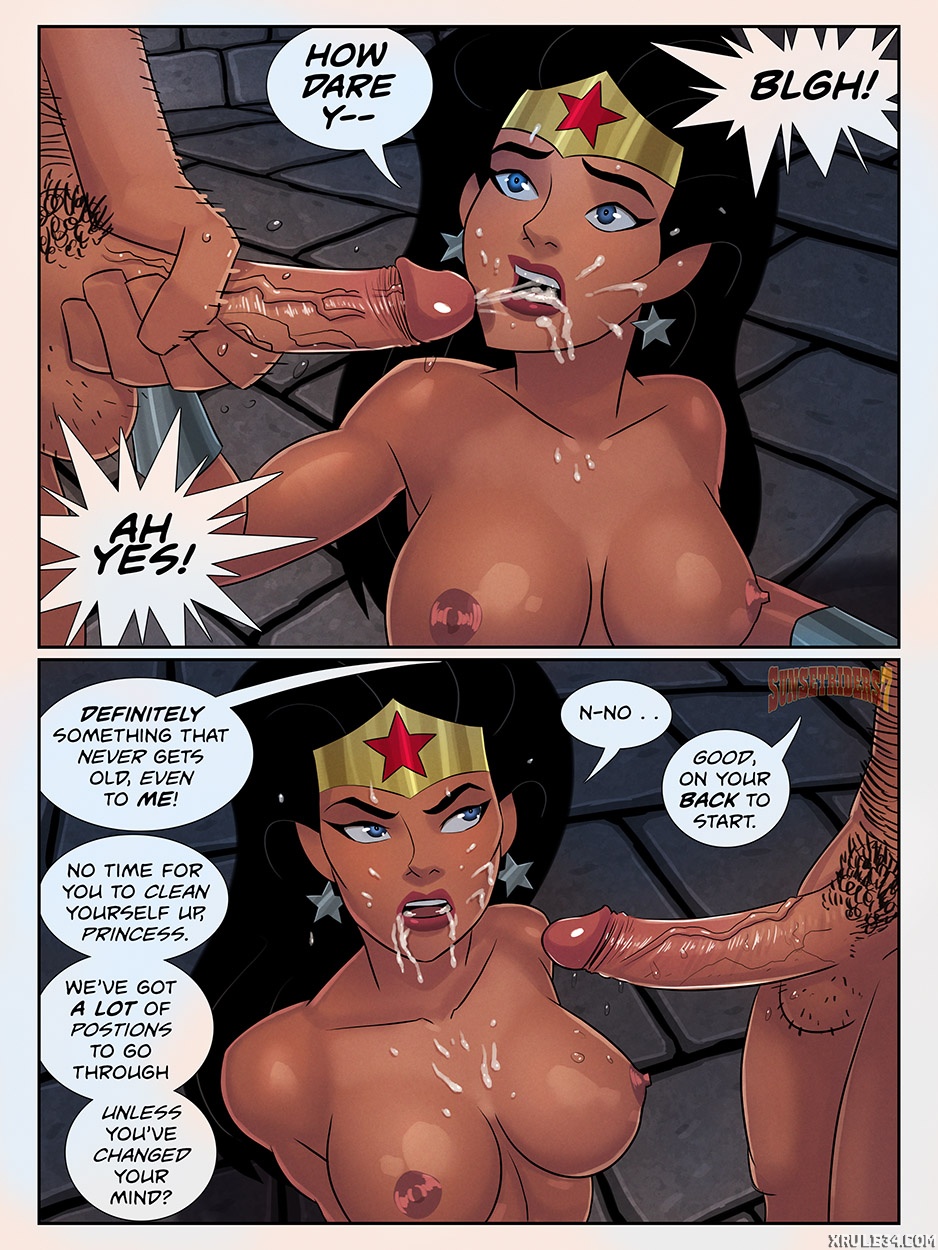 HOW
DARE
Y--
BLGH!
AH
YES!
DEFINITELY
SOMETHING THAT
NEVER GETS
OLD, EVEN
TO ME!
N-NO . .
SUNSETRIDERS7
GOOD,
ON YOUR
BACK TO
START.
NO TIME FOR
YOU TO CLEAN
YOURSELF UP,
PRINCESS.
WE'VE GOT
A LOT OF
POSTIONS
TO GO
THROUGH
UNLESS
YOU'VE
CHANGED
YOUR
MIND?
XRULE34.COM